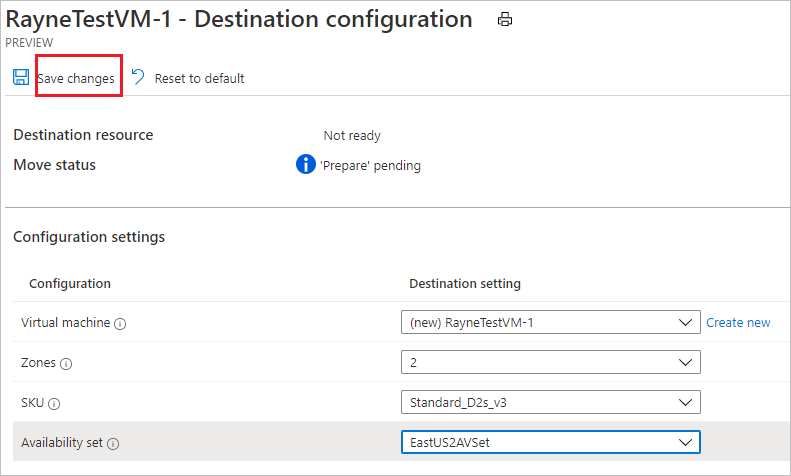 RayneTestVM-1 - Destination configuration
PREVIEW
Save changes Reset to default
Destination resource Not ready
Move status 'Prepare' pending
Configuration settings
Configuration Destination setting
Virtual machine (new) RayneTestVM-1 Create new
Zones 2
SKU Standard_D2s_v3
Availability set EastUS2AVSet